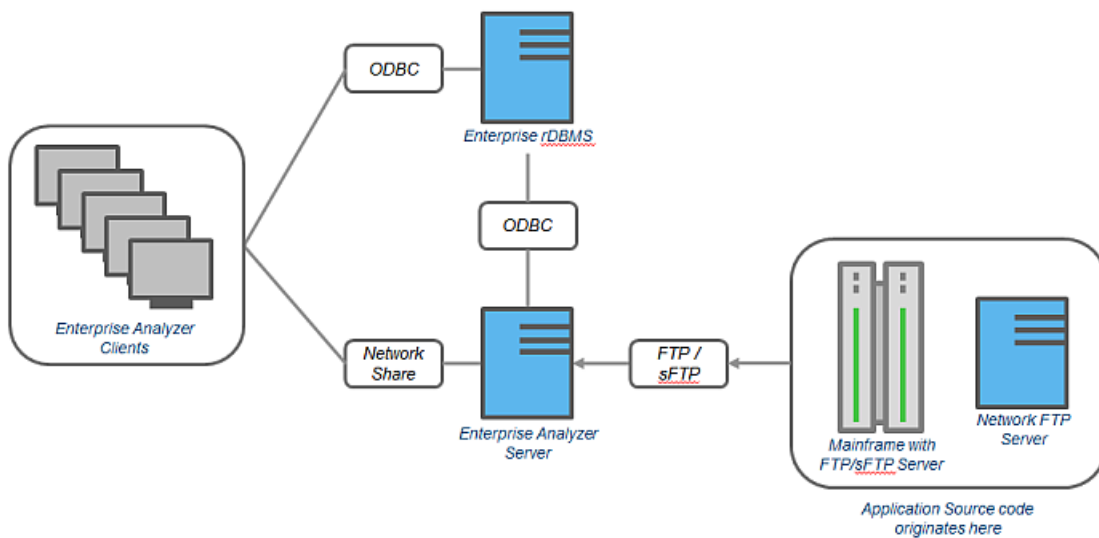 ODBC
Enterprise rDBMS
ODBC
Enterprise Analyzer
Clients
Network
Share
FTP /
sFTP
Enterprise Analyzer
Server
Mainframe with
FTP/sFTP Server
Network FTP
Server
Application Source code
originates here